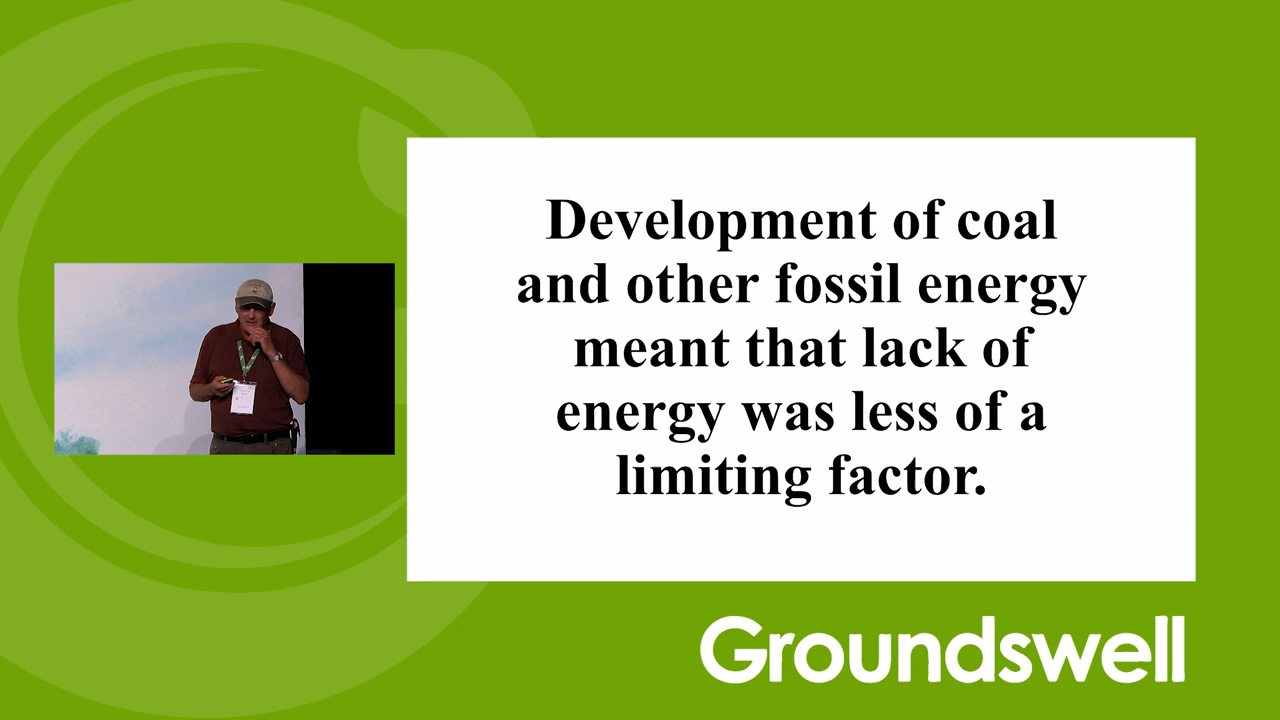 Development of coal
and other fossil energy
meant that lack of
energy was less of a
limiting factor.
Groundswell